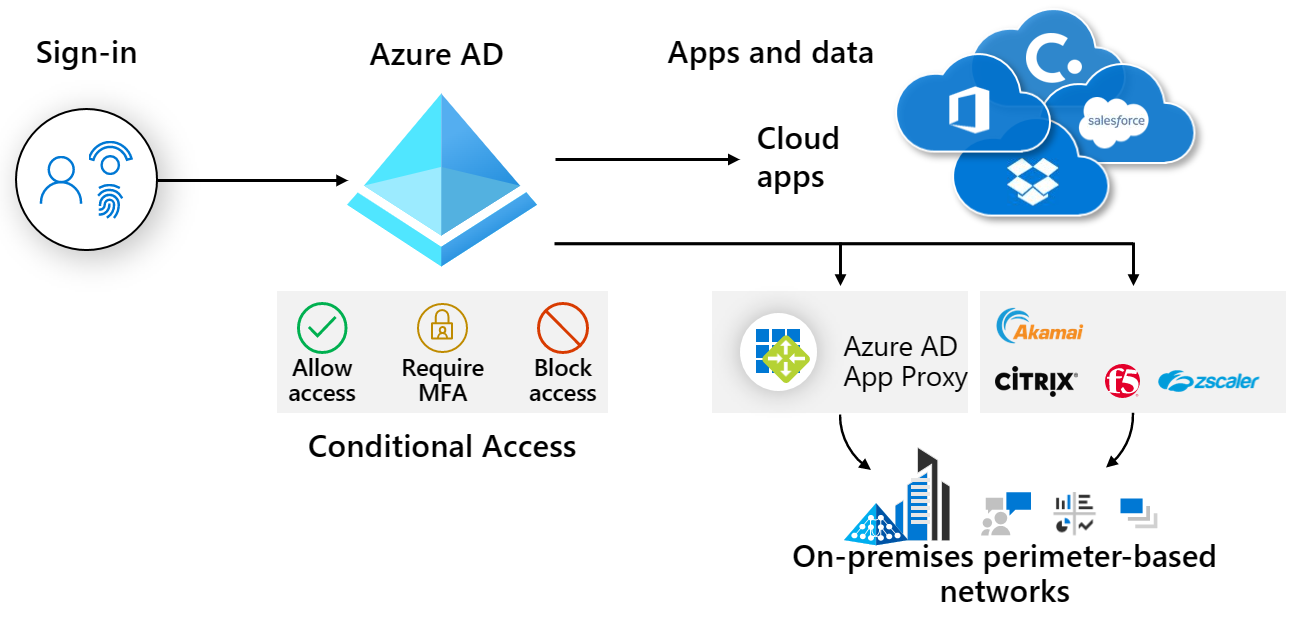 Sign-in
Azure AD
Apps and data
Cloud
apps
salesforce
Allow
access
Require
MFA
Block
access
Conditional Access
Azure AD
App Proxy
Akamai
CITRIX®
f5
zscaler
On-premises perimeter-based
networks